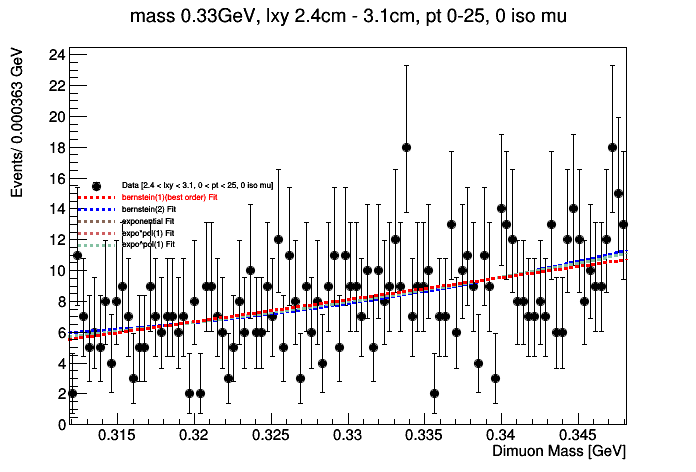 mass 0.33GeV, lxy 2.4cm - 3.1cm, pt 0-25, 0 iso mu
Events/ 0.000363 GeV
24
22
20
18
16
14
12
10
8
6
4
2
0
Data [2.4 < lxy < 3.1, 0 < pt < 25, 0 iso mu]
bernstein(1)(best order) Fit
bernstein(2) Fit
exponential Fit
expo*pol(1) Fit
expo^pol(1) Fit
0.315 0.32 0.325 0.33 0.335 0.34 0.345
Dimuon Mass [GeV]